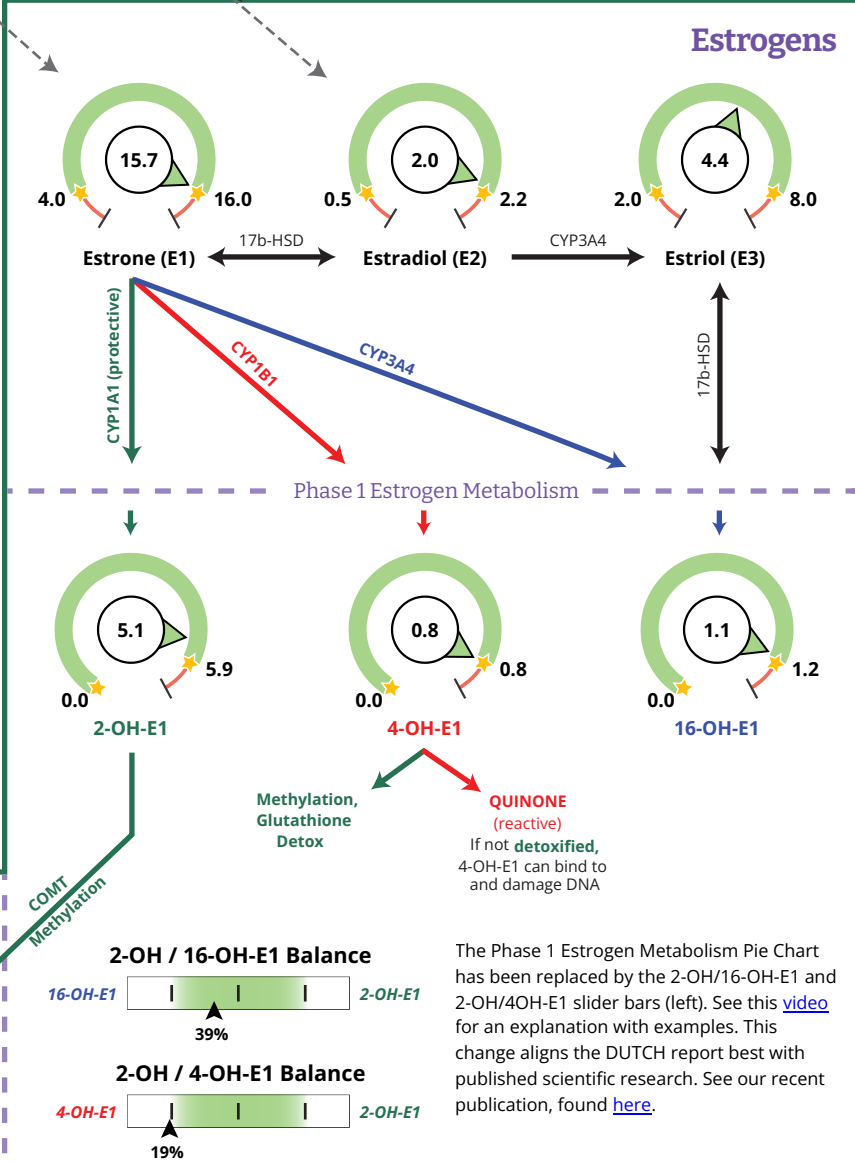 Estrogens
15.7
4.0
16.0
Estrone (E1)
17b-HSD
2.0
0.5
2.2
Estradiol (E2)
CYP3A4
4.4
2.0
8.0
Estriol (E3)
CYP1A1 (protective)
CYP1B1
CYP3A4
17b-HSD
Phase 1 Estrogen Metabolism
5.1
0.0
5.9
2-OH-E1
0.8
0.0
0.8
4-OH-E1
1.1
0.0
1.2
16-OH-E1
Methylation,
Glutathione
Detox
QUINONE
(reactive)
If not detoxified,
4-OH-E1 can bind to
and damage DNA
COMT
Methylation
2-OH / 16-OH-E1 Balance
16-OH-E1
2-OH-E1
39%
2-OH / 4-OH-E1 Balance
4-OH-E1
2-OH-E1
19%
The Phase 1 Estrogen Metabolism Pie Chart
has been replaced by the 2-OH/16-OH-E1 and
2-OH/4OH-E1 slider bars (left). See this video
for an explanation with examples. This
change aligns the DUTCH report best with
published scientific research. See our recent
publication, found here.